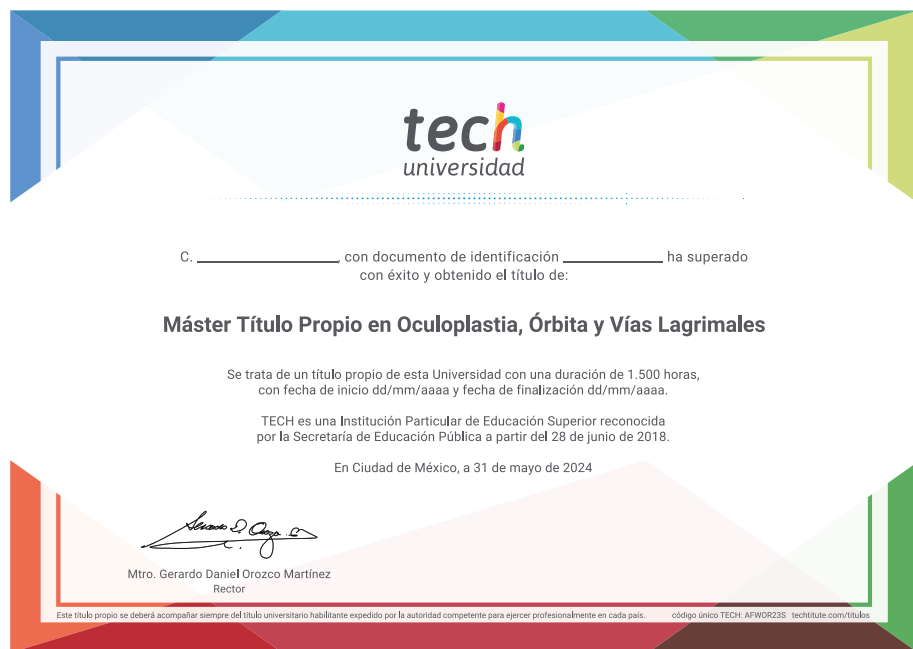 tech
universidad
C. ____________, con documento de identificación ____________ ha superado
con éxito y obtenido el título de:
Máster Título Propio en Oculoplastia, Órbita y Vías Lagrimales
Se trata de un título propio de esta Universidad con una duración de 1.500 horas,
con fecha de inicio dd/mm/aaaa y fecha de finalización dd/mm/aaaa.
TECH es una Institución Particular de Educación Superior reconocida
por la Secretaría de Educación Pública a partir del 28 de junio de 2018.
En Ciudad de México, a 31 de mayo de 2024
Mtro. Gerardo Daniel Orozco Martínez
Rector
Este título propio se deberá acompañar siempre del título universitario habilitante expedido por la autoridad competente para ejercer profesionalmente en cada país. código único TECH: AFWOR23S techtitute.com/titulos